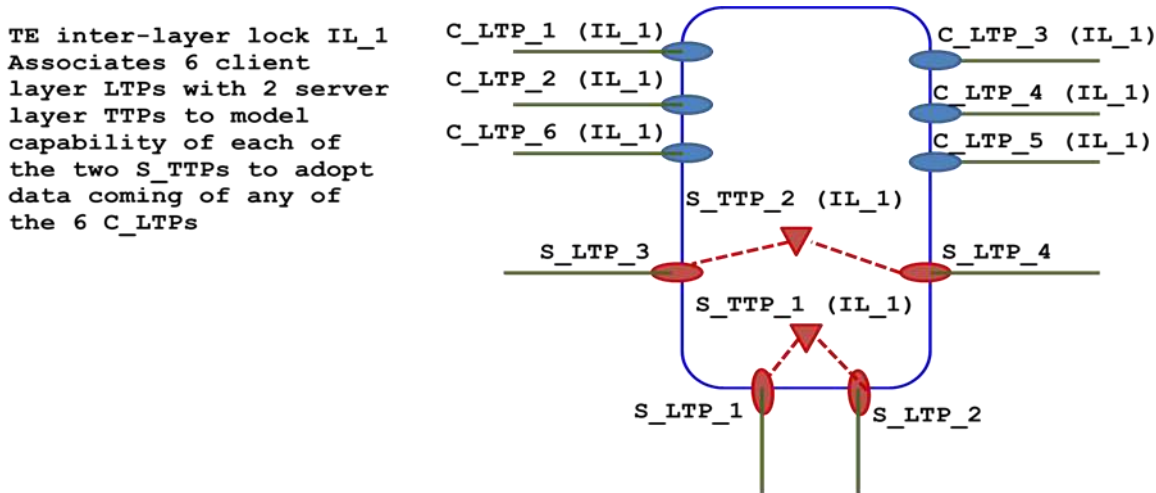 TE inter-layer lock IL_1
Associates 6 client
layer LTPs with 2 server
layer TTPs to model
capability of each of
the two S_TTPs to adopt
data coming of any of
the 6 C_LTPs
C_LTP_1 (IL_1)
C_LTP_3 (IL_1)
C_LTP_2 (IL_1)
C_LTP_4 (IL_1)
C_LTP_6 (IL_1)
C_LTP_5 (IL_1)
S_TTP_2 (IL_1)
S_LTP_3
S_LTP_4
S_TTP_1 (IL_1)
S_LTP_1
S_LTP_2